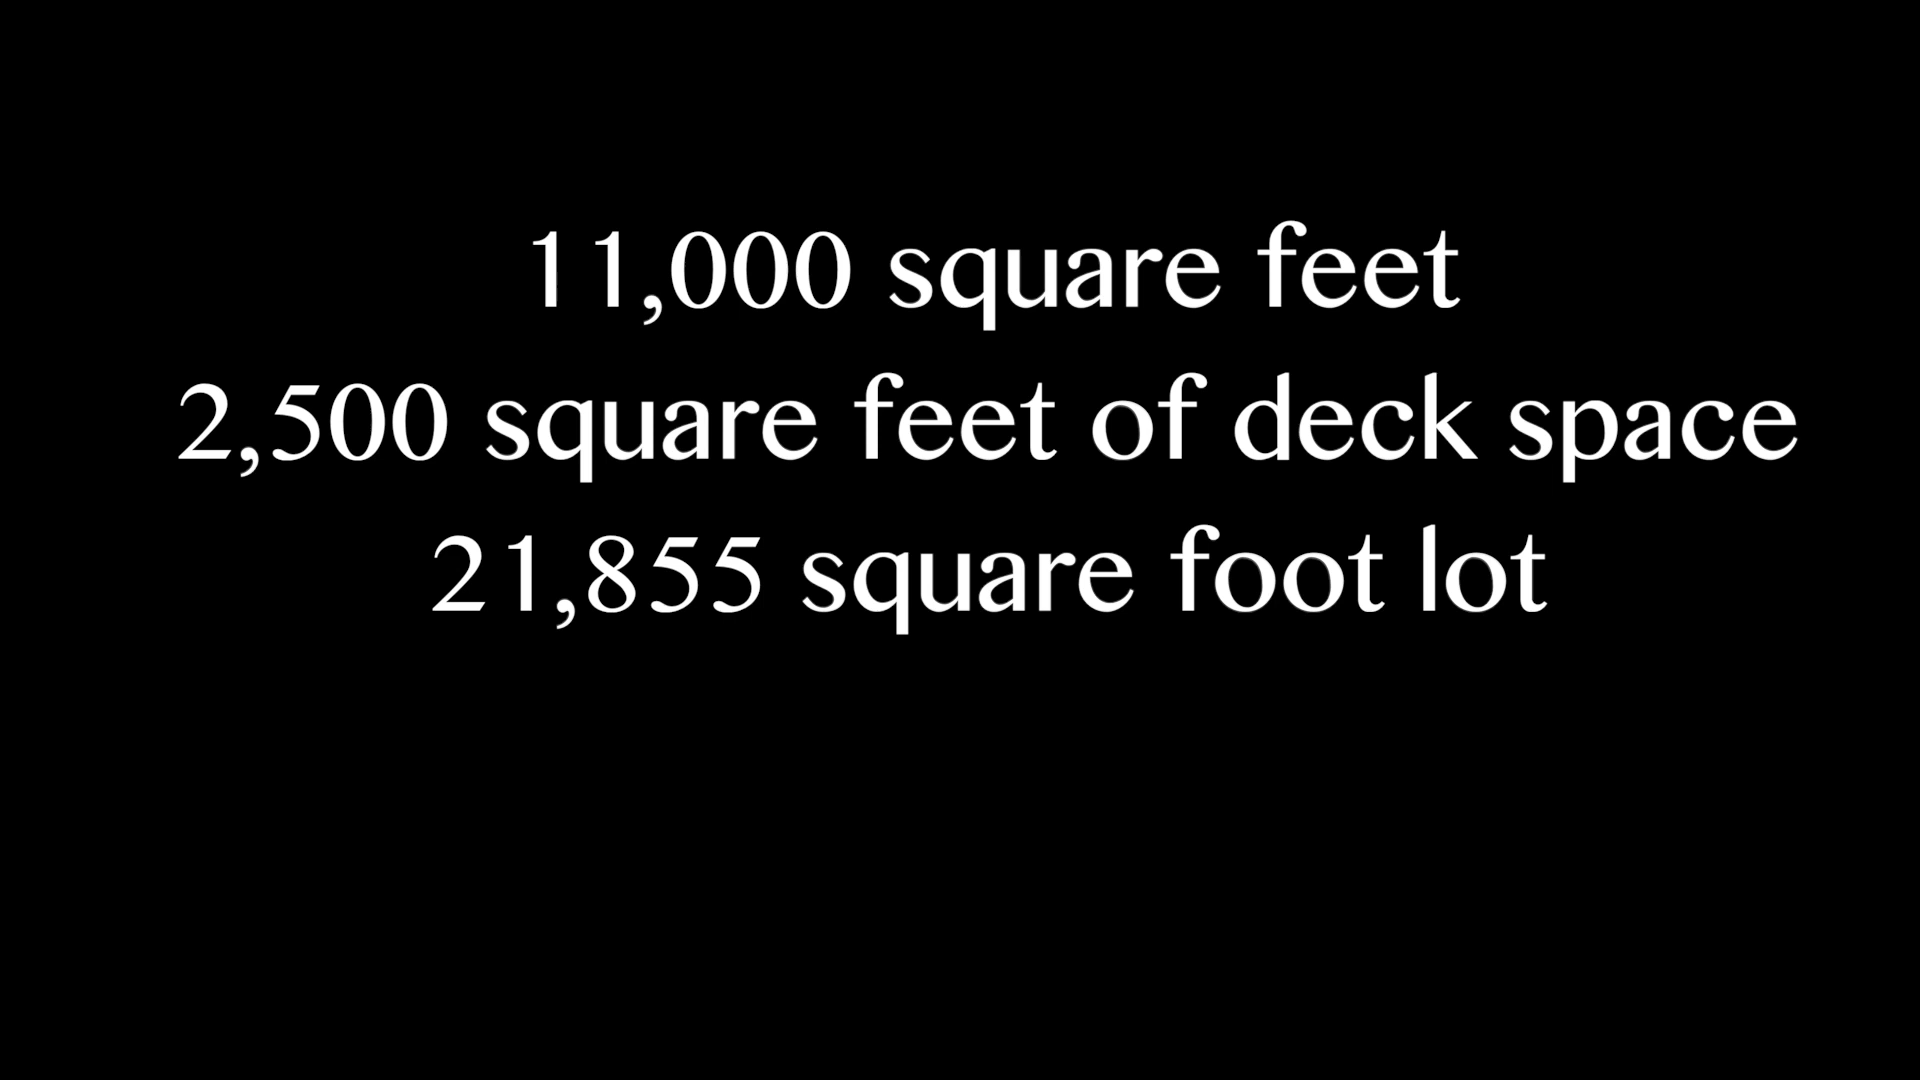 11,000 square feet
2,500 square feet of deck space
21,855 square foot lot